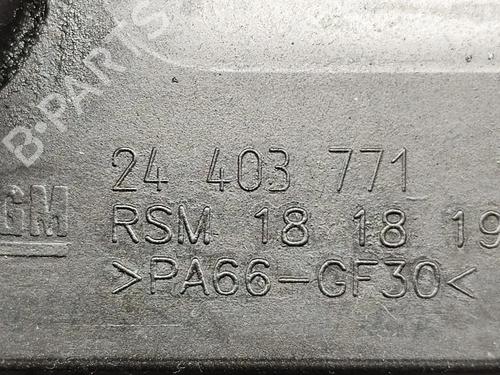 B-PARTS
24 403 771
GM
RSM 18 18 19
>PA66-GF30<